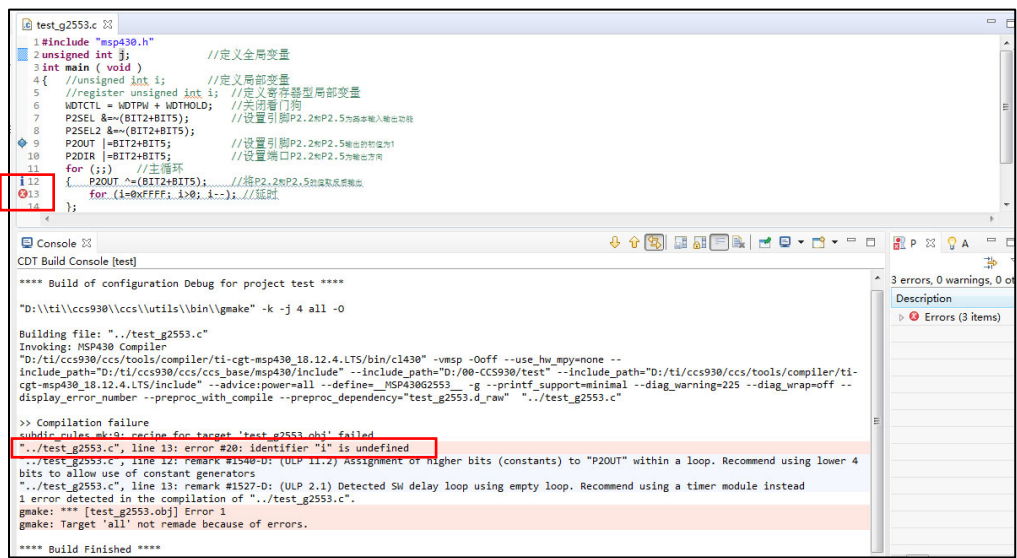 test_g2553.c
1 #include "msp430.h"
2 unsigned int j; //定义全局变量
3 int main ( void )
4 { //unsigned int i; //定义局部变量
5 //register unsigned int i; //定义寄存器型局部变量
6 WDTCTL = WDTPW + WDTHOLD; //关闭看门狗
7 P2SEL &=~(BIT2+BIT5); //设置引脚P2.2和P2.5为基本输入输出功能
8 P2SEL2 &=~(BIT2+BIT5);
9 P2OUT |=BIT2+BIT5; //设置引脚P2.2和P2.5输出的初值为1
10 P2DIR |=BIT2+BIT5; //设置端口P2.2和P2.5为输出方向
11 for (;;) //主循环
12 { P2OUT ^=(BIT2+BIT5); //将P2.2和P2.5的值取反后输出
13 for (i=0xFFFF; i>0; i--); //延时
14 };
Console
CDT Build Console [test]
**** Build of configuration Debug for project test ****
"D:\\ti\\ccs930\\ccs\\utils\\bin\\gmake" -k -j 4 all -O
Building file: "../test_g2553.c"
Invoking: MSP430 Compiler
"D:/ti/ccs930/ccs/tools/compiler/ti-cgt-msp430_18.12.4.LTS/bin/cl430" -vmsp -Ooff --use_hw_mpy=none --
include_path="D:/ti/ccs930/ccs/ccs_base/msp430/include" --include_path="D:/00-CCS930/test" --include_path="D:/ti/ccs930/ccs/tools/compiler/ti-
cgt-msp430_18.12.4.LTS/include" --advice:power=all --define=__MSP430G2553__ -g --printf_support=minimal --diag_warning=225 --diag_wrap=off --
display_error_number --preproc_with_compile --preproc_dependency="test_g2553.d_raw" "../test_g2553.c"
>> Compilation failure
subdir_rules.mk:9: recipe for target 'test_g2553.obj' failed
"../test_g2553.c", line 13: error #20: identifier "i" is undefined
"../test_g2553.c", line 12: remark #1540-D: (ULP 11.2) Assignment of higher bits (constants) to "P2OUT" within a loop. Recommend using lower 4
bits to allow use of constant generators
"../test_g2553.c", line 13: remark #1527-D: (ULP 2.1) Detected SW delay loop using empty loop. Recommend using a timer module instead
1 error detected in the compilation of "../test_g2553.c".
gmake: *** [test_g2553.obj] Error 1
gmake: Target 'all' not remade because of errors.
**** Build Finished ****
P
A
3 errors, 0 warnings, 0 ot
Description
Errors (3 items)